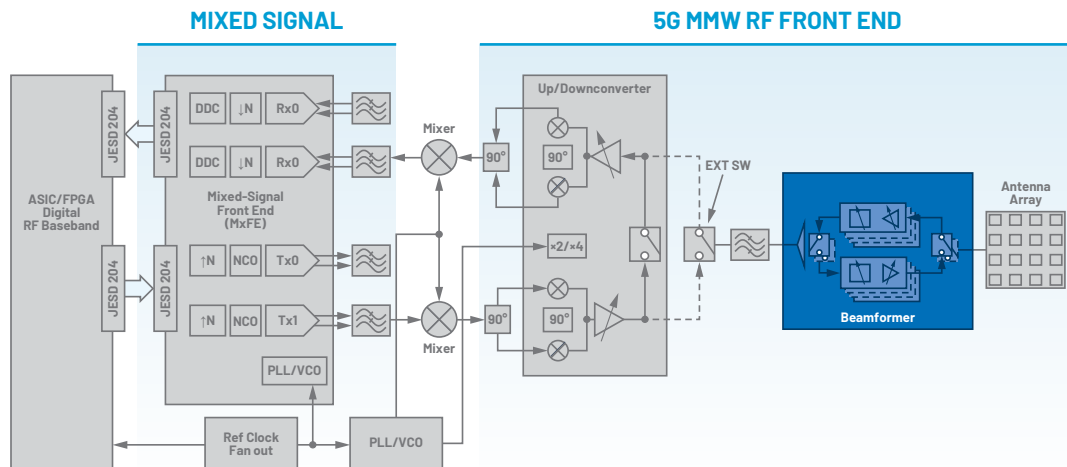 MIXED SIGNAL
5G MMW RF FRONT END
ASIC/FPGA
Digital
RF Baseband
JESD 204
JESD 204
JESD 204
JESD 204
DDC
↓N
Rx0
DDC
↓N
Rx0
Mixed-Signal
Front End
(MxFE)
↑N
NCO
Tx0
↑N
NCO
Tx1
PLL/VCO
Ref Clock
Fan out
PLL/VCO
Mixer
Mixer
90°
90°
Up/Downconverter
90°
×2/×4
90°
EXT SW
Beamformer
Antenna
Array